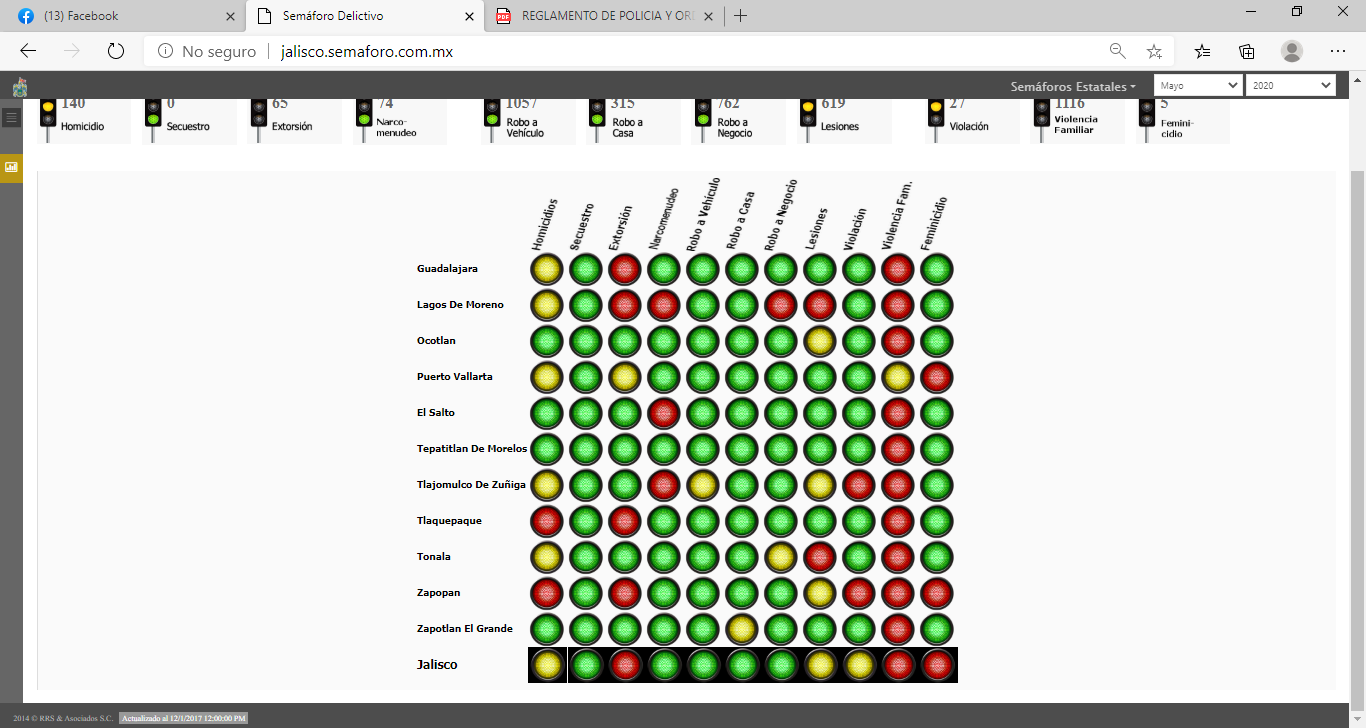 (13) Facebook
Semáforo Delictivo
REGLAMENTO DE POLICIA Y OR
No seguro
jalisco.semaforo.com.mx
Semáforos Estatales
Mayo
2020
140
Homicidio
0
Secuestro
65
Extorsión
74
Narco-
menudeo
1057
Robo a
Vehículo
315
Robo a
Casa
762
Robo a
Negocio
619
Lesiones
27
Violación
1116
Violencia
Familiar
5
Femini-
cidio
Homicidios
Secuestro
Extorsión
Narcomenudeo
Robo a Vehículo
Robo a Casa
Robo a Negocio
Lesiones
Violación
Violencia Fam.
Feminicidio
Guadalajara
Lagos De Moreno
Ocotlan
Puerto Vallarta
El Salto
Tepatitlan De Morelos
Tlajomulco De Zuñiga
Tlaquepaque
Tonala
Zapopan
Zapotlan El Grande
Jalisco
2014 © RRS & Asociados S.C. Actualizado al 12/1/2017 12:00:00 PM